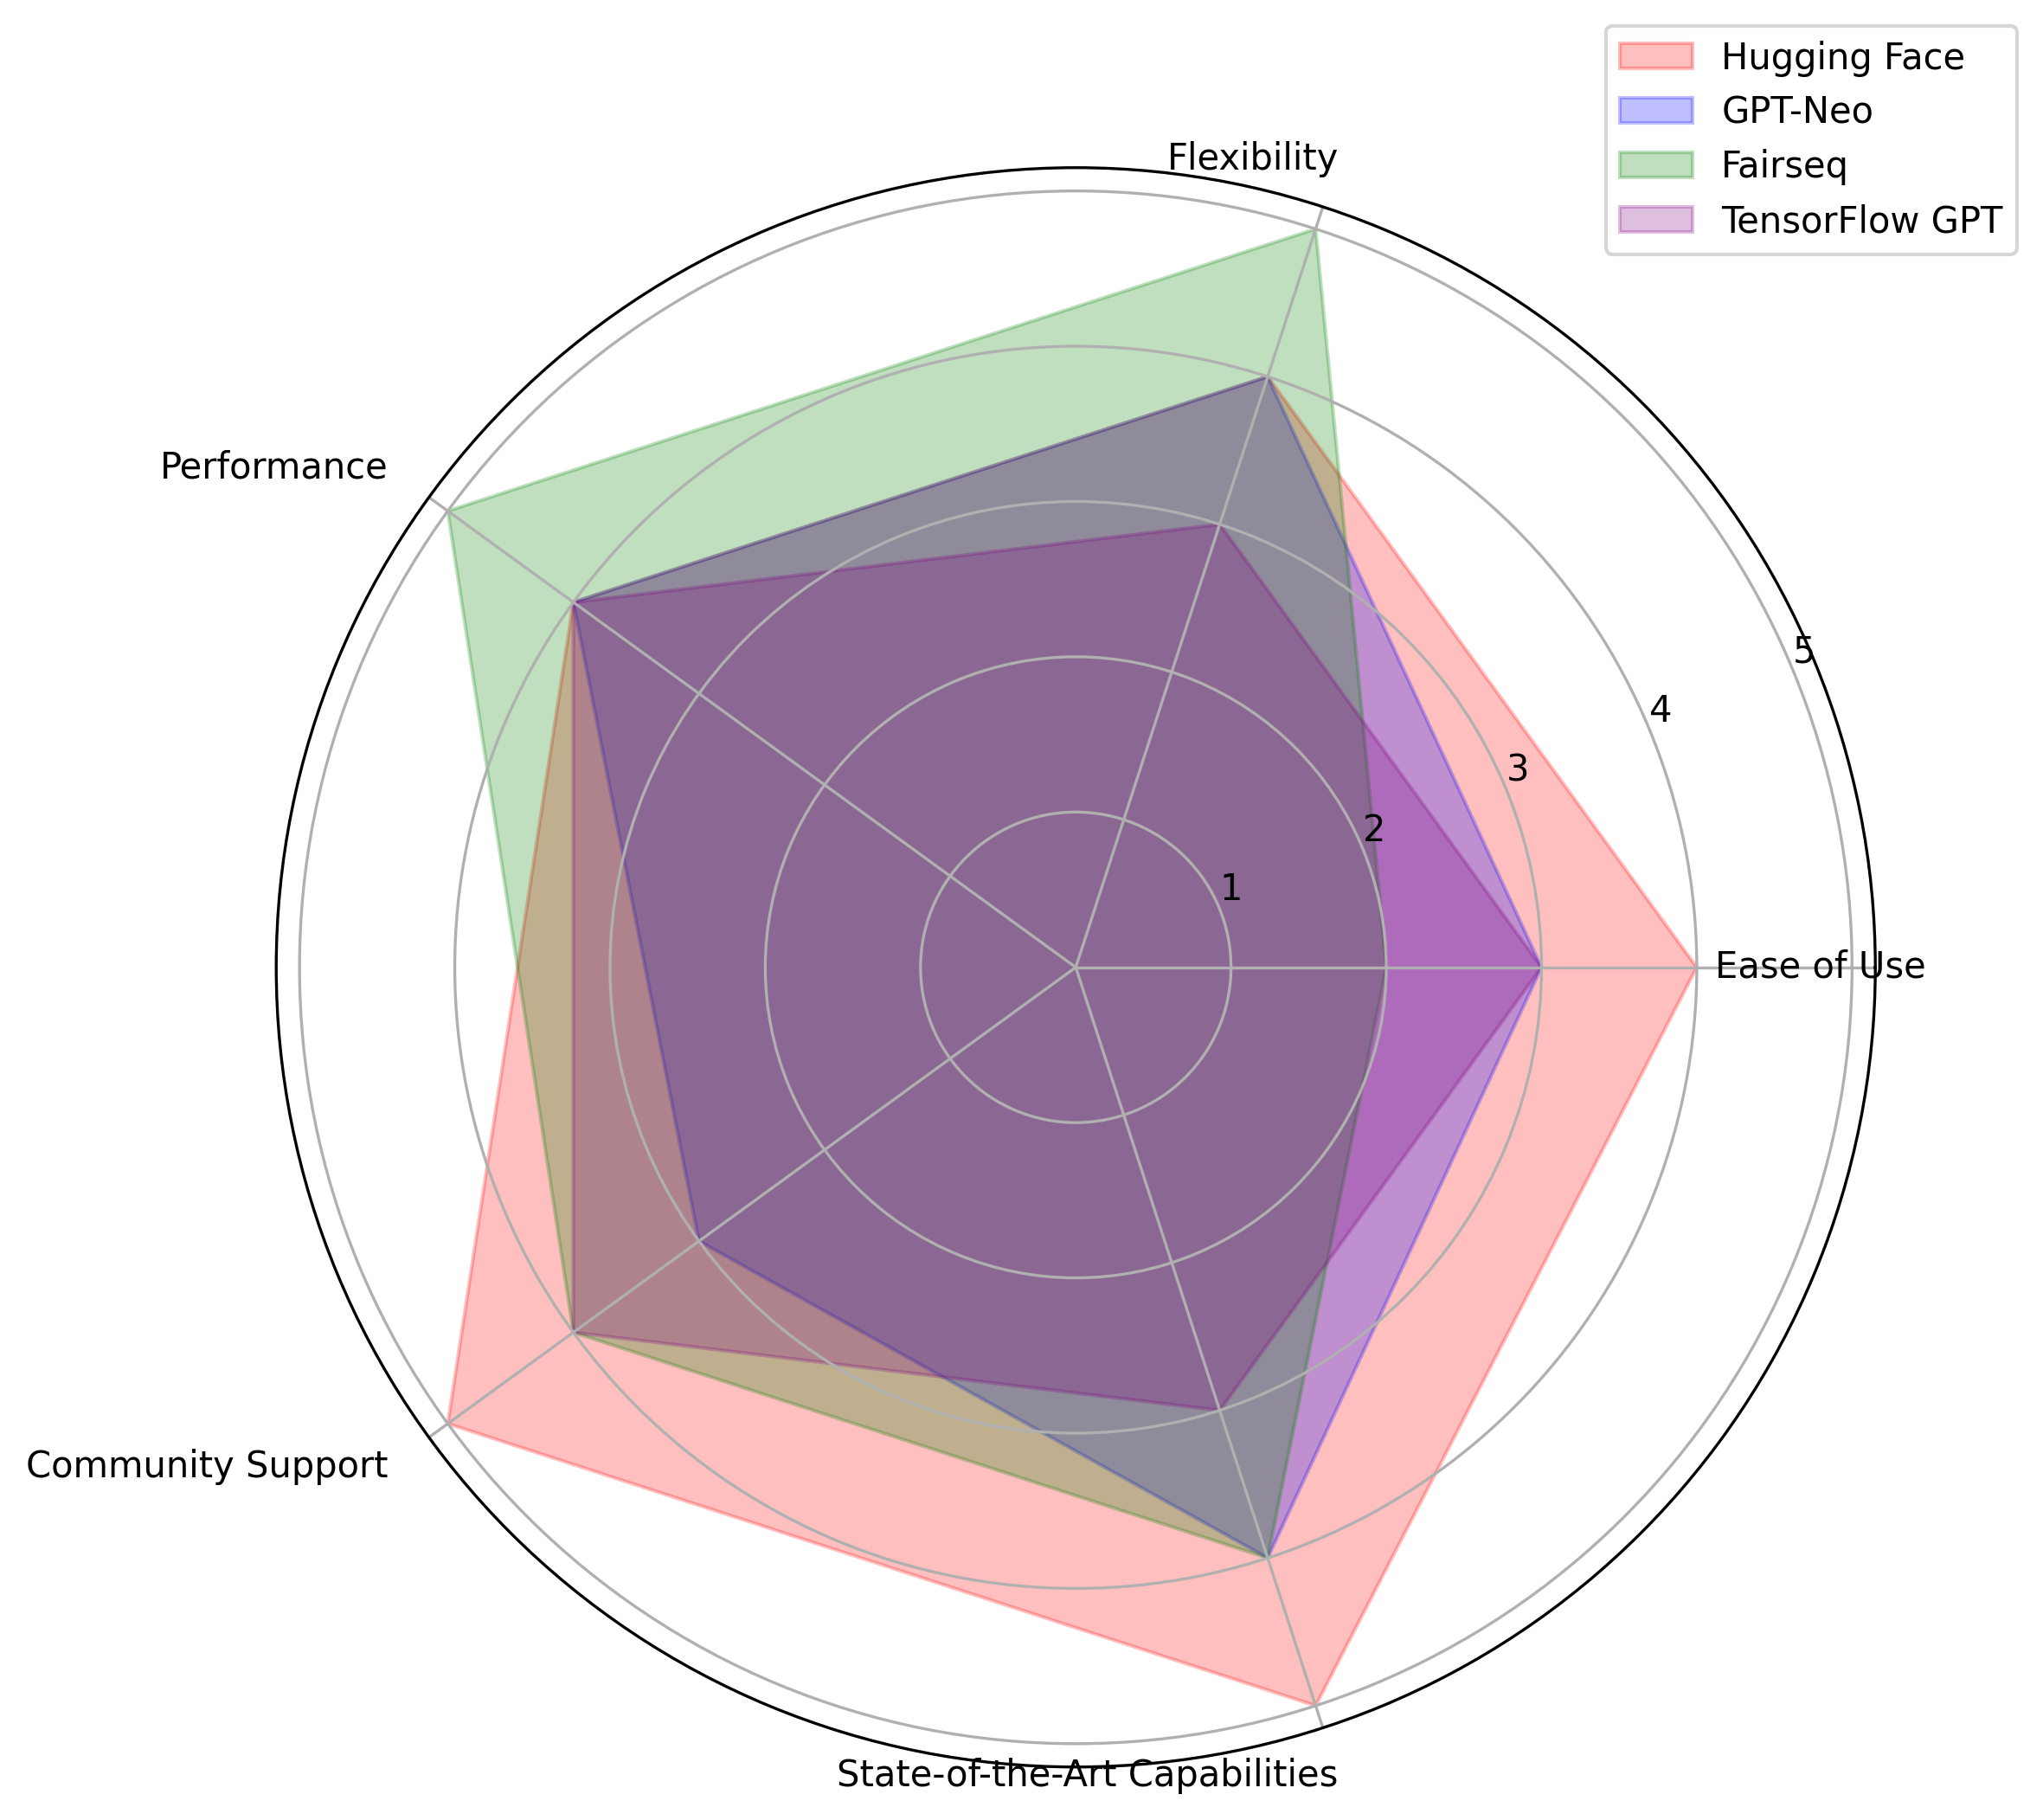 Hugging Face
GPT-Neo
Fairseq
TensorFlow GPT
Flexibility
Performance
5
4
3
2
1
Ease of Use
Community Support
State-of-the-Art Capabilities